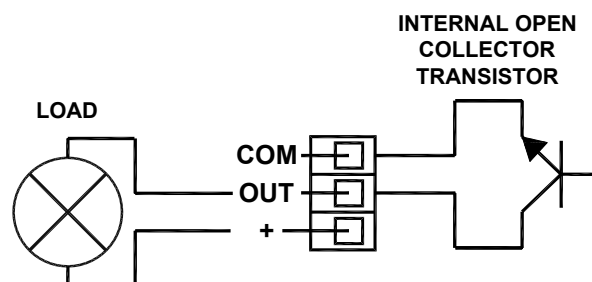 INTERNAL OPEN
COLLECTOR
TRANSISTOR
LOAD
COM
OUT
+